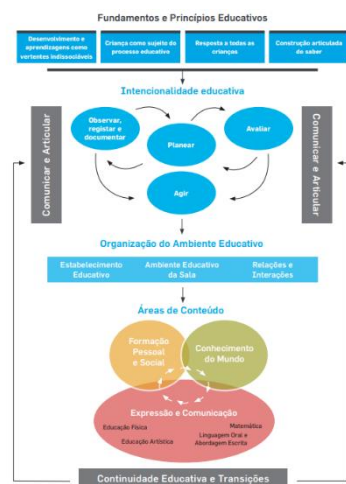 Fundamentos e Princípios Educativos
Desenvolvimento e
aprendizagens como
vertentes indissociáveis
Criança como sujeito do
processo educativo
Resposta a todas as
crianças
Construção articulada
do saber
Intencionalidade educativa
Comunicar e Articular
Observar,
registar e
documentar
Planear
Avaliar
Agir
Comunicar e Articular
Organização do Ambiente Educativo
Estabelecimento
Educativo
Ambiente Educativo
da Sala
Relações e
Interações
Áreas de Conteúdo
Formação
Pessoal
e Social
Conhecimento
do Mundo
Expressão e Comunicação
Educação Física
Matemática
Educação Artística
Linguagem Oral e
Abordagem Escrita
Continuidade Educativa e Transições